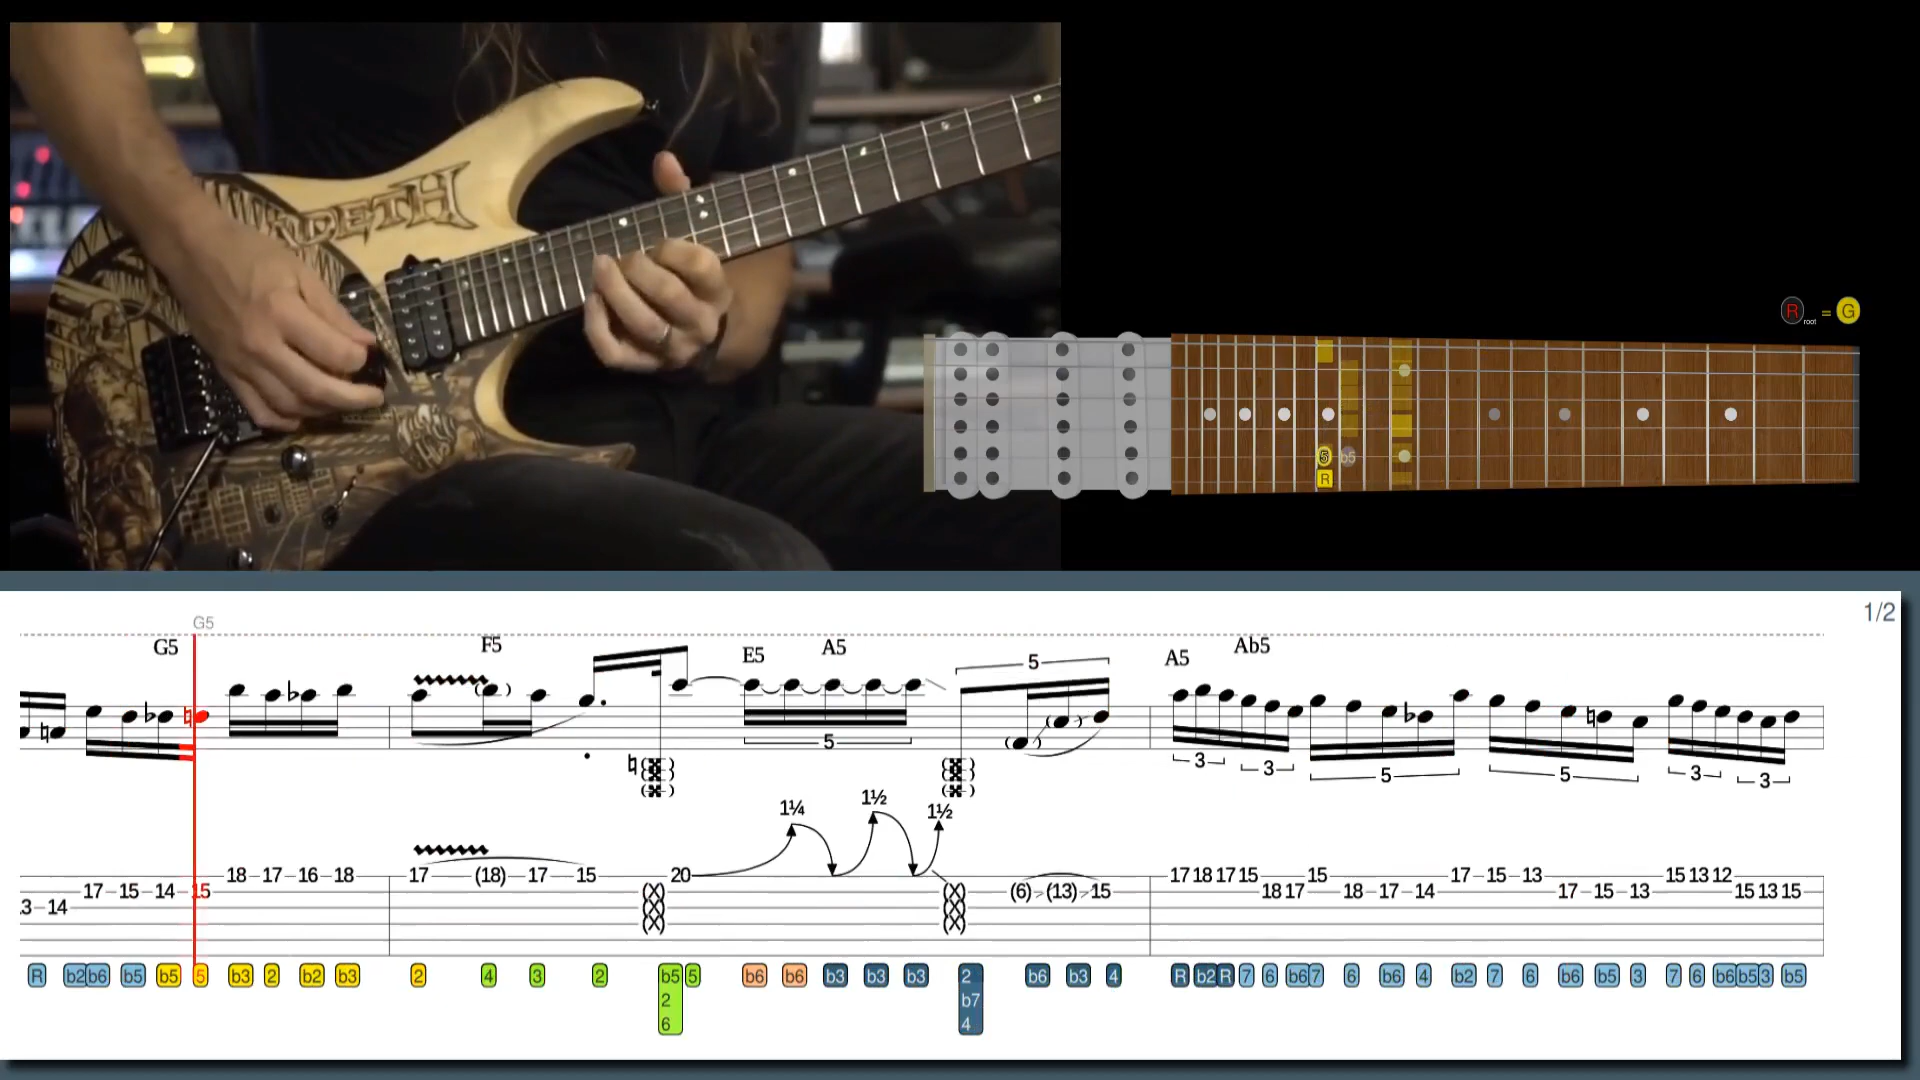 MEGADETH
R root = G
5 b5
R
1/2
G5
G5 F5 E5 A5 A5 Ab5
5
5 3 3 5 5 3 3
1¼ 1½ 1½
18 17 16 18 17 (18) 17 15 20 17 18 17 15 15 17 15 13 15 13 12
17 15 14 15 (X) (X) (6) (13) 15 18 17 18 17 14 17 15 13 15 13 15
3 14 (X) (X)
(X) (X)
R b2 b6 b5 b5 5 b3 2 b2 b3 2 4 3 2 b5 5 b6 b6 b3 b3 b3 2 b6 b3 4 R b2 R 7 6 b6 7 6 b6 4 b2 7 6 b6 b5 3 7 6 b6 b5 3 b5
2 b7
6 4